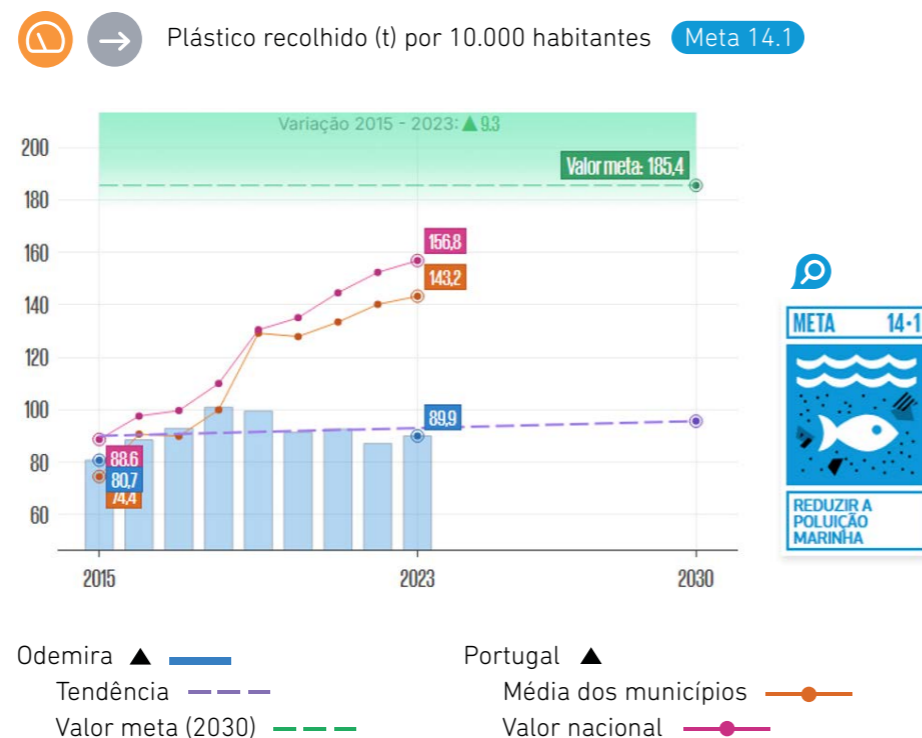 Plástico recolhido (t) por 10.000 habitantes Meta 14.1
Variação 2015 - 2023: ▲ 9.3
200
Valor meta: 185,4
180
160
156,8
143,2
140
120
100
89,9
80
88.6
80,7
74,4
60
2015 2023 2030
META 14·1
REDUZIR A
POLUIÇÃO
MARINHA
Odemira ▲
Tendência
Valor meta (2030)
Portugal ▲
Média dos municípios
Valor nacional